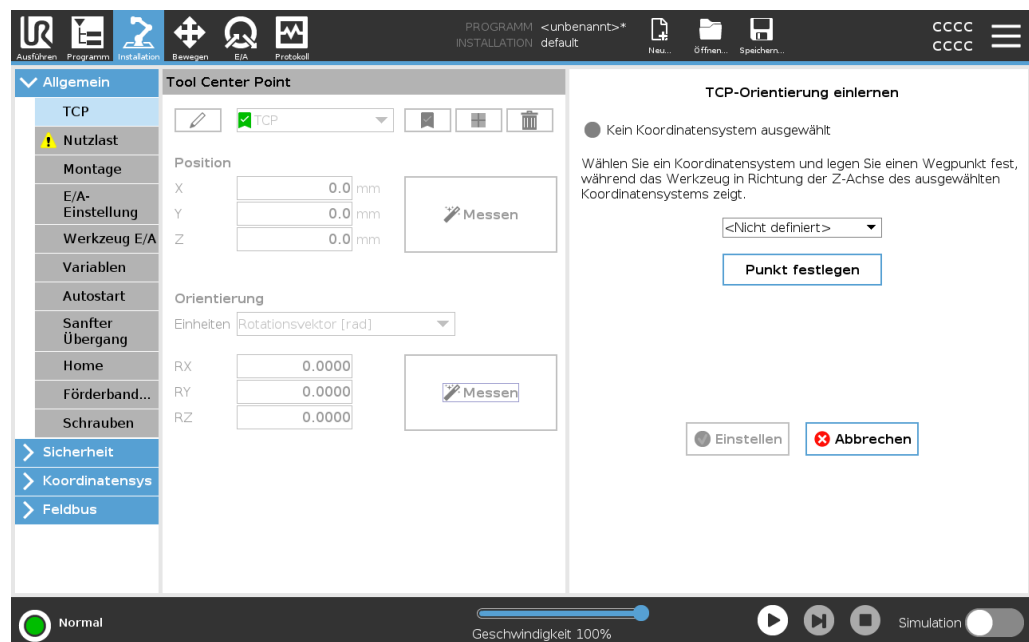 PROGRAMM <unbenannt>*
INSTALLATION default
Ausführen Programm Installation Bewegen E/A Protokoll
Neu... Öffnen... Speichern...
CCCC
CCCC
Allgemein
TCP
Nutzlast
Montage
E/A-
Einstellung
Werkzeug E/A
Variablen
Autostart
Sanfter
Übergang
Home
Förderband...
Schrauben
Sicherheit
Koordinatensys
Feldbus
Tool Center Point
TCP
Position
X 0.0 mm
Y 0.0 mm
Z 0.0 mm
Messen
Orientierung
Einheiten Rotationsvektor [rad]
RX 0.0000
RY 0.0000
RZ 0.0000
Messen
TCP-Orientierung einlernen
Kein Koordinatensystem ausgewählt
Wählen Sie ein Koordinatensystem und legen Sie einen Wegpunkt fest,
während das Werkzeug in Richtung der Z-Achse des ausgewählten
Koordinatensystems zeigt.
<Nicht definiert>
Punkt festlegen
Einstellen Abbrechen
Normal
Geschwindigkeit 100%
Simulation